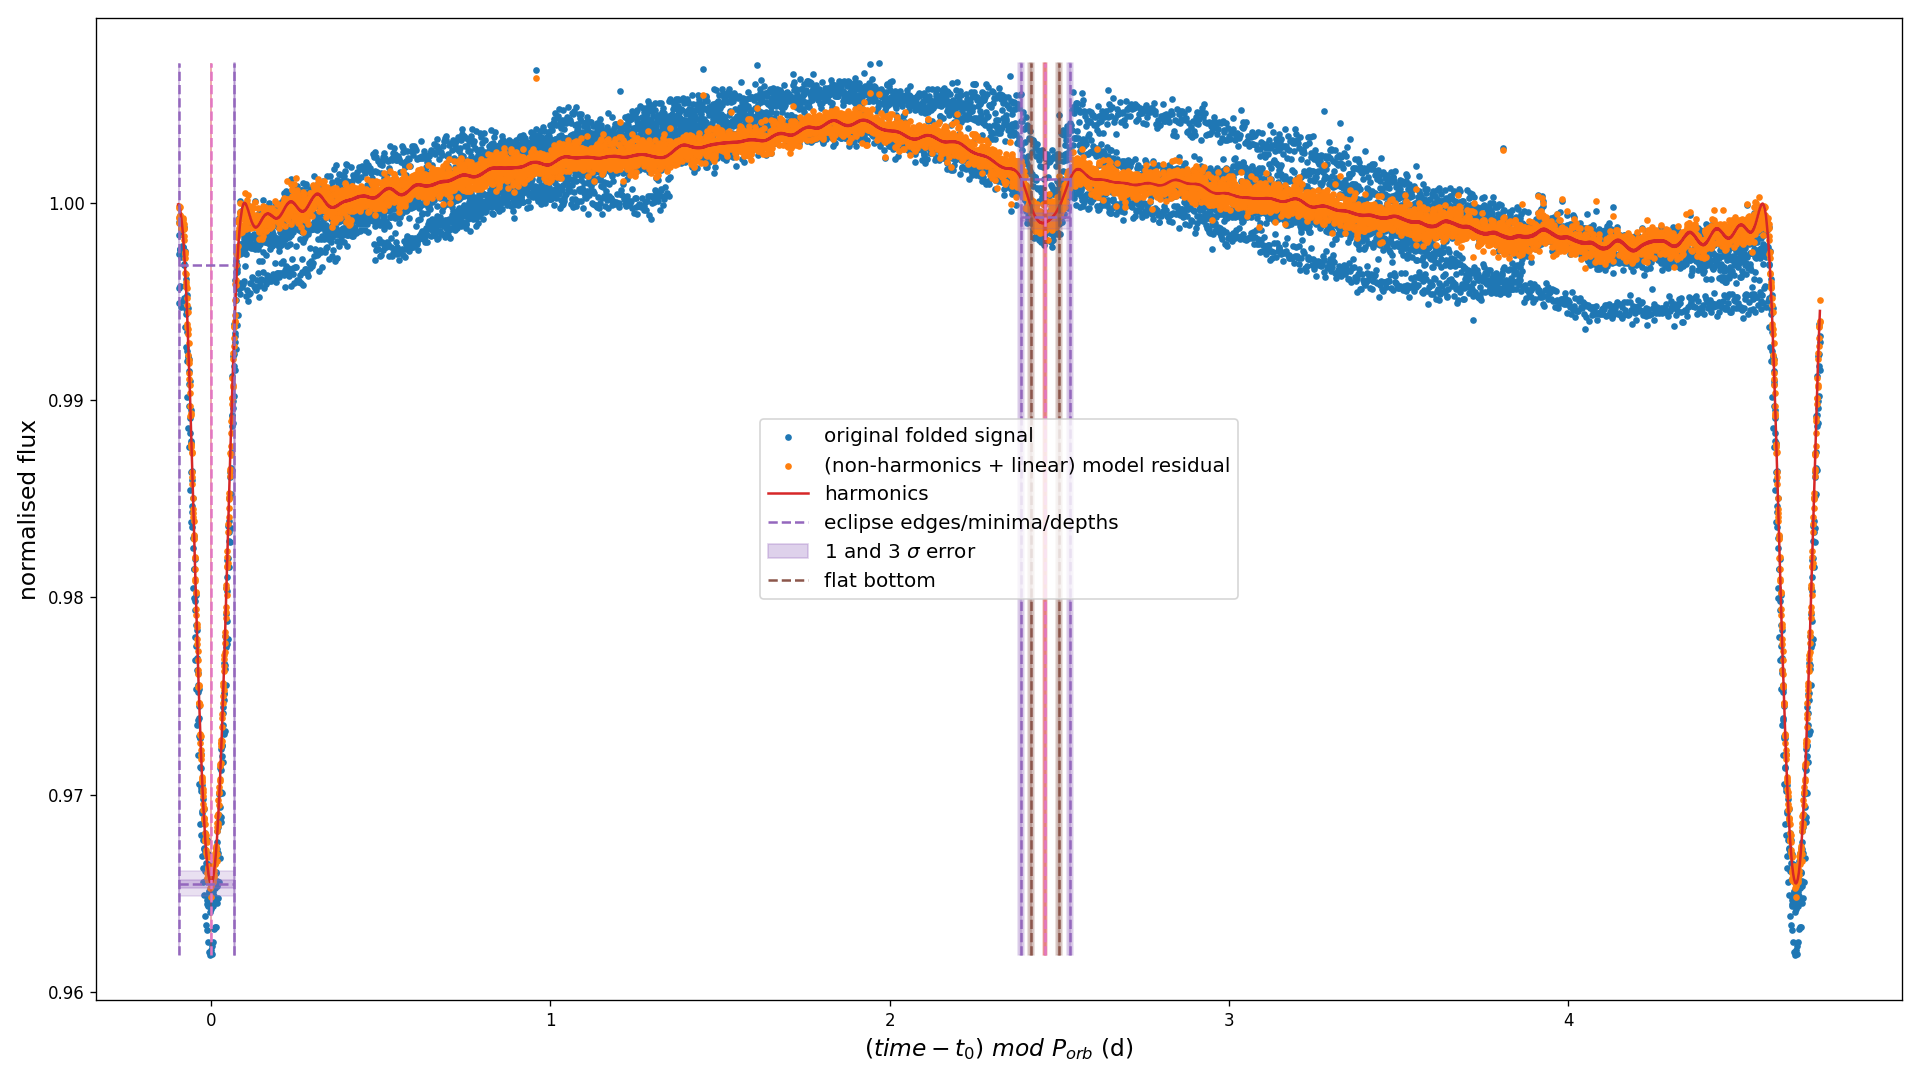 normalised flux
1.00
0.99
0.98
0.97
0.96
original folded signal
(non-harmonics + linear) model residual
harmonics
eclipse edges/minima/depths
1 and 3 σ error
flat bottom
0 1 2 3 4
(time − t₀) mod Pₒᵣb (d)